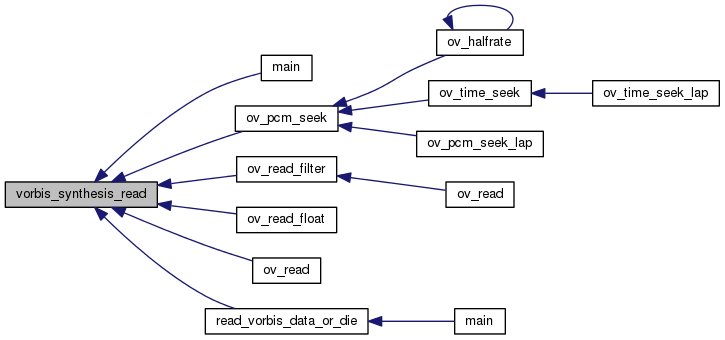 ov_halfrate
main
ov_time_seek
ov_time_seek_lap
ov_pcm_seek
ov_pcm_seek_lap
ov_read_filter
vorbis_synthesis_read
ov_read
ov_read_float
ov_read
read_vorbis_data_or_die
main